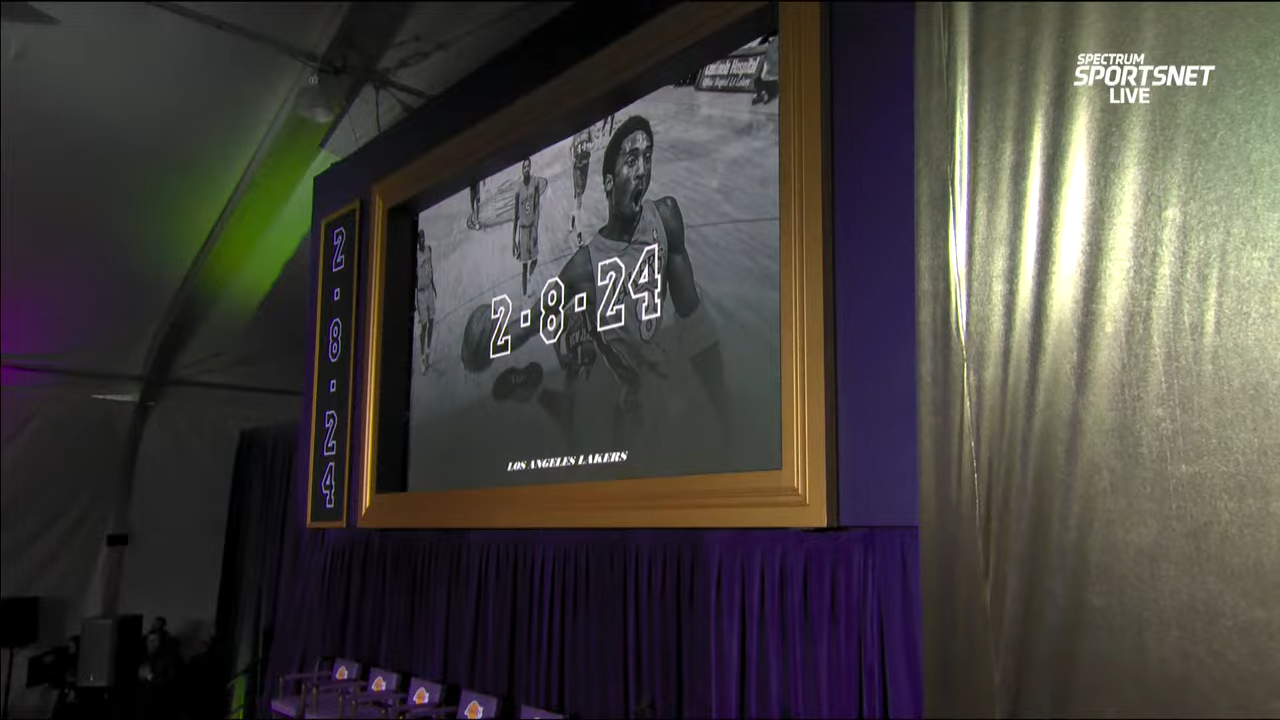 SPECTRUM
SPORTSNET
LIVE
2·8·24
2·8·24
LOS ANGELES LAKERS